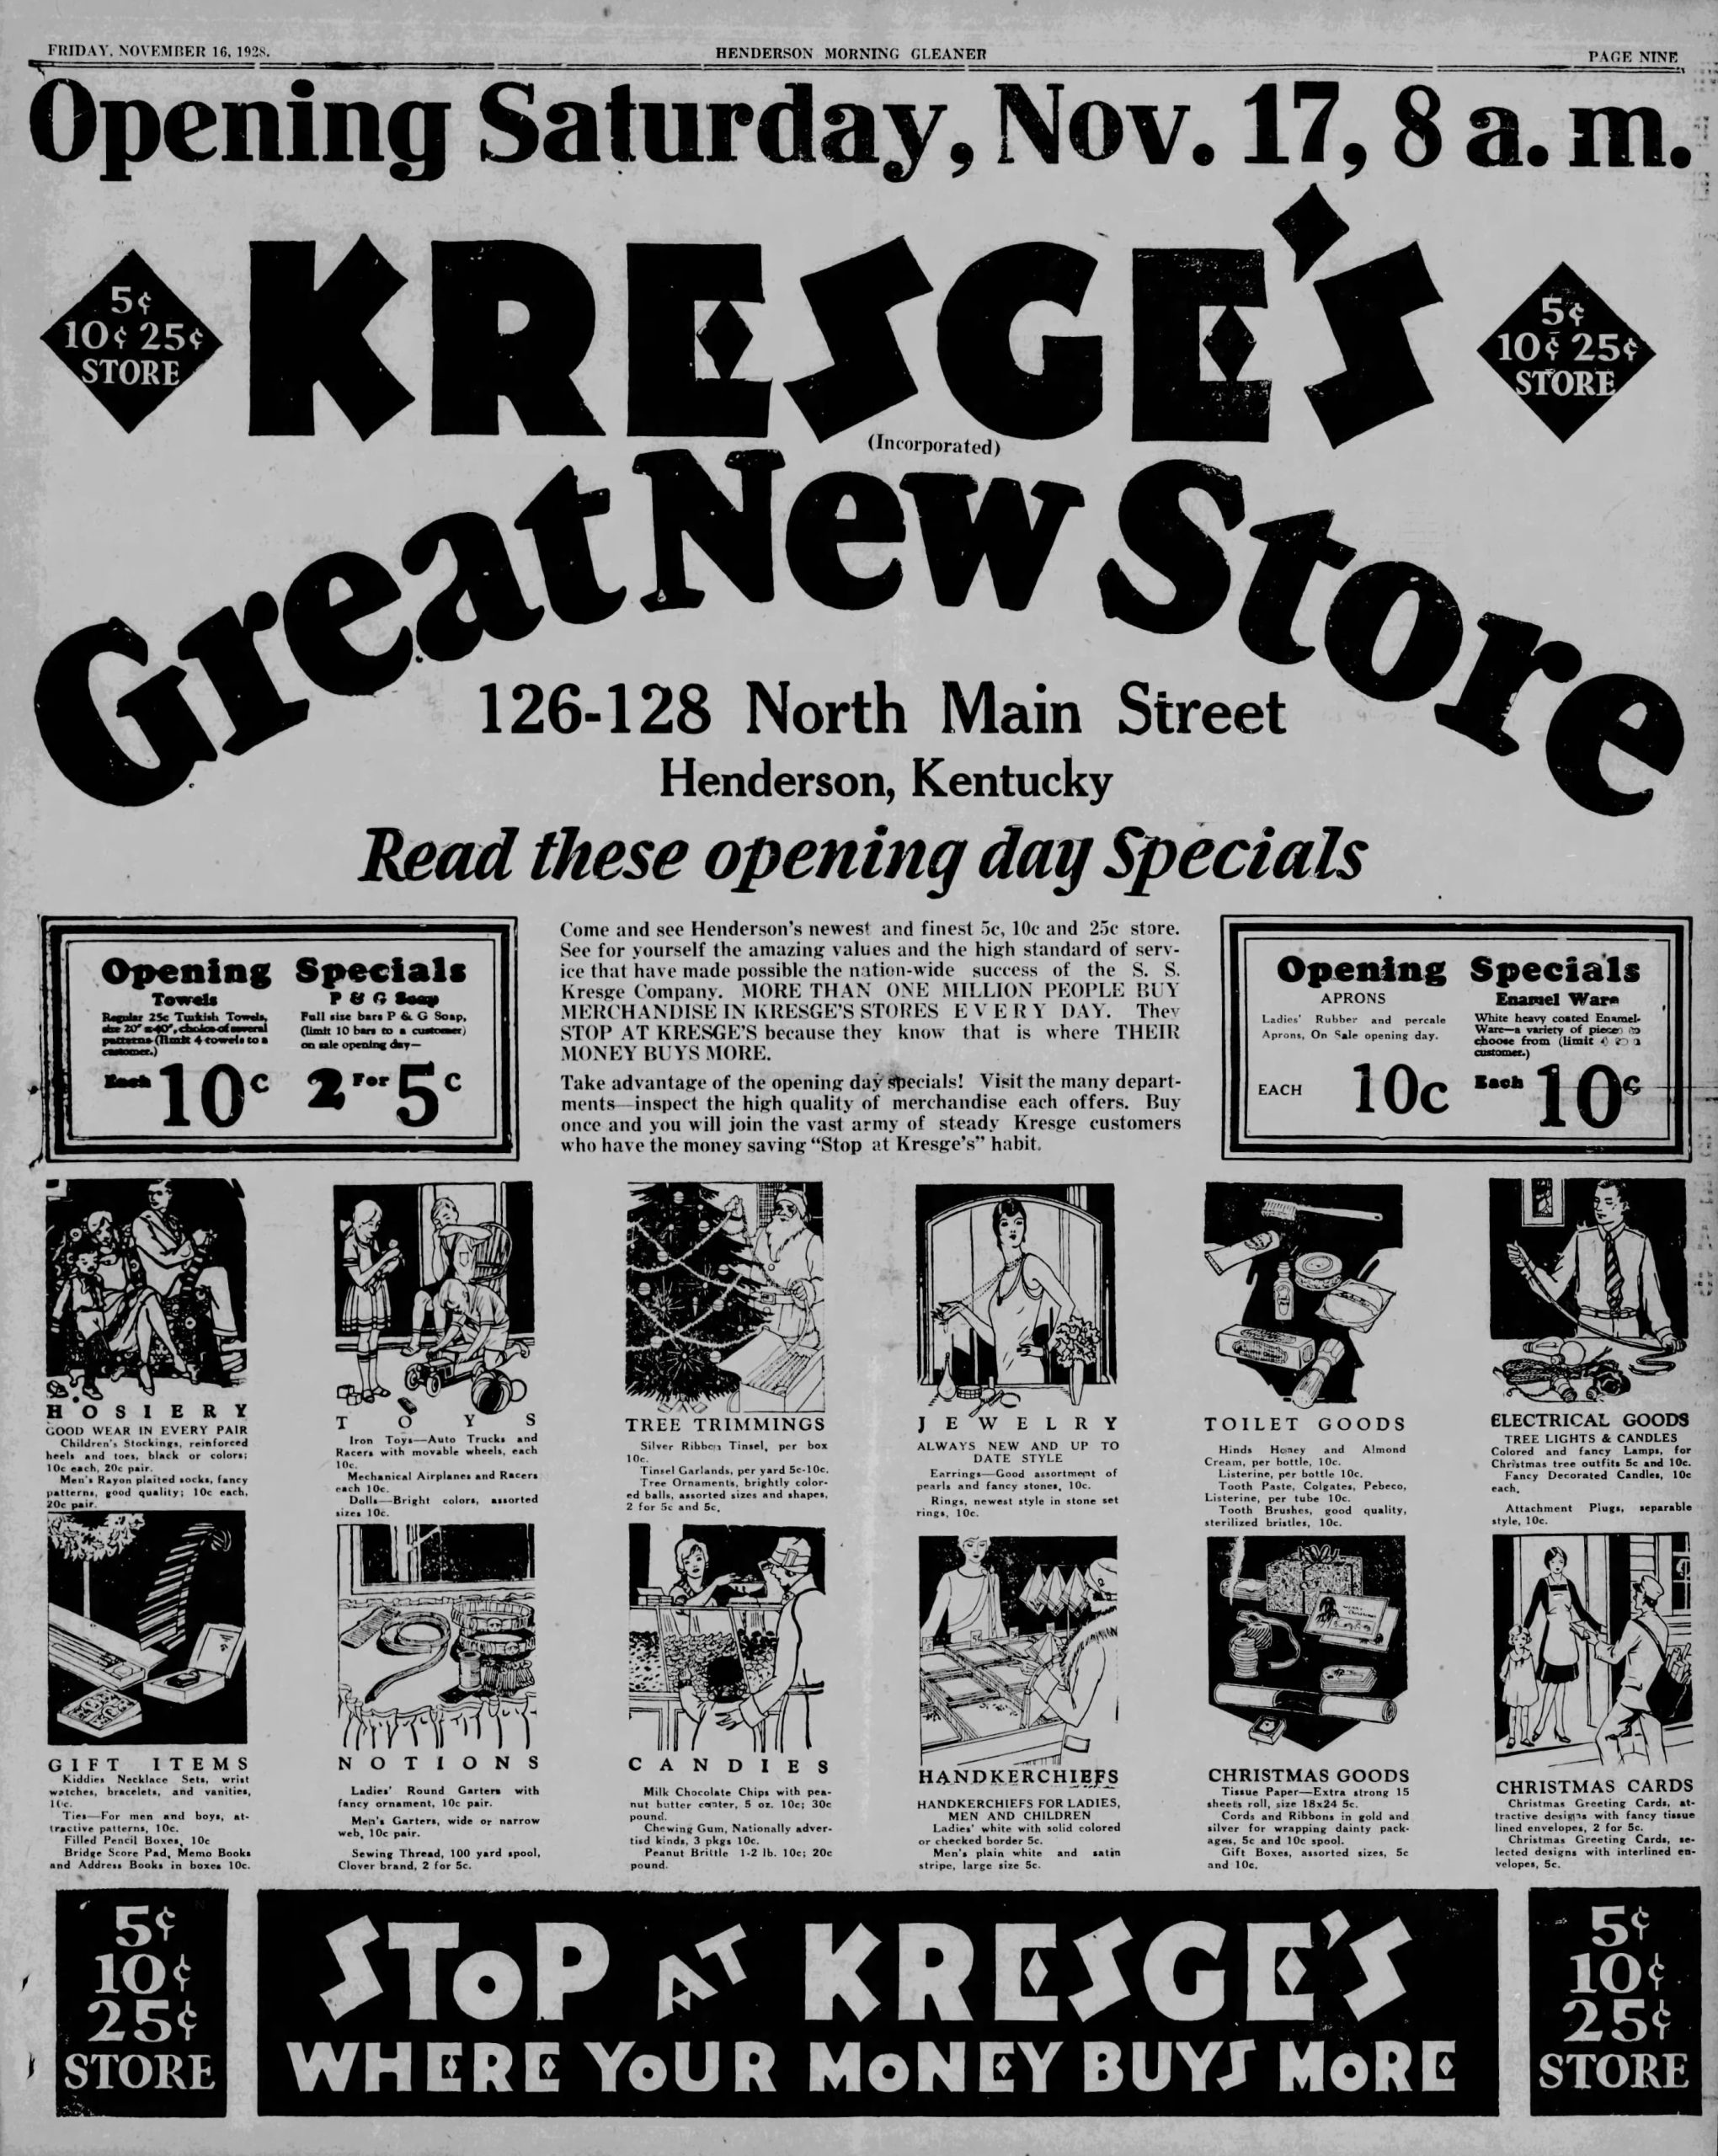 FRIDAY, NOVEMBER 16, 1928.
HENDERSON MORNING GLEANER
PAGE NINE
Opening Saturday, Nov. 17, 8 a. m.
5¢
10¢ 25¢
STORE
KRESGE'S
5¢
10¢ 25¢
STORE
(Incorporated)
Great New Store
126-128 North Main Street
Henderson, Kentucky
Read these opening day Specials
Opening Specials
Towels
Regular 25c Turkish Towels,
size 20" x 40", choice of several
patterns (limit 4 towels to a
customer.)
Each 10c
P & G Soap
Full size bars P & G Soap,
(limit 10 bars to a customer)
on sale opening day—
2 For 5c
Come and see Henderson's newest and finest 5c, 10c and 25c store.
See for yourself the amazing values and the high standard of serv-
ice that have made possible the nation-wide success of the S. S.
Kresge Company. MORE THAN ONE MILLION PEOPLE BUY
MERCHANDISE IN KRESGE'S STORES EVERY DAY. They
STOP AT KRESGE'S because they know that is where THEIR
MONEY BUYS MORE.
Take advantage of the opening day specials! Visit the many depart-
ments—inspect the high quality of merchandise each offers. Buy
once and you will join the vast army of steady Kresge customers
who have the money saving "Stop at Kresge's" habit.
Opening Specials
APRONS
Ladies' Rubber and percale
Aprons, On Sale opening day.
EACH 10c
Enamel Ware
White heavy coated Enamel-
Ware—a variety of pieces to
choose from (limit
customer.)
Each 10c
HOSIERY
GOOD WEAR IN EVERY PAIR
Children's Stockings, reinforced
heels and toes, black or colors;
10c each, 20c pair.
Men's Rayon plaited socks, fancy
patterns, good quality; 10c each,
20c pair.
TOYS
Iron Toys—Auto Trucks and
Racers with movable wheels, each
10c.
Mechanical Airplanes and Racers
each 10c.
Dolls—Bright colors, assorted
sizes 10c.
TREE TRIMMINGS
Silver Ribbon Tinsel, per box
10c.
Tinsel Garlands, per yard 5c-10c.
Tree Ornaments, brightly color-
ed balls, assorted sizes and shapes,
2 for 5c and 5c.
JEWELRY
ALWAYS NEW AND UP TO
DATE STYLE
Earrings—Good assortment of
pearls and fancy stones, 10c.
Rings, newest style in stone set
rings, 10c.
TOILET GOODS
Hinds Honey and Almond
Cream, per bottle, 10c.
Listerine, per bottle 10c.
Tooth Paste, Colgates, Pebeco,
Listerine, per tube 10c.
Tooth Brushes, good quality,
sterilized bristles, 10c.
ELECTRICAL GOODS
TREE LIGHTS & CANDLES
Colored and fancy Lamps, for
Christmas tree outfits 5c and 10c.
Fancy Decorated Candles, 10c
each.
Attachment Plugs, separable
style, 10c.
GIFT ITEMS
Kiddies Necklace Sets, wrist
watches, bracelets, and vanities,
10c.
Ties—For men and boys, at-
tractive patterns, 10c.
Filled Pencil Boxes, 10c
Bridge Score Pad, Memo Books
and Address Books in boxes 10c.
NOTIONS
Ladies' Round Garters with
fancy ornament, 10c pair.
Men's Garters, wide or narrow
web, 10c pair.
Sewing Thread, 100 yard spool,
Clover brand, 2 for 5c.
CANDIES
Milk Chocolate Chips with pea-
nut butter center, 5 oz. 10c; 30c
pound.
Chewing Gum, Nationally adver-
tisd kinds, 3 pkgs 10c.
Peanut Brittle 1-2 lb. 10c; 20c
pound.
HANDKERCHIEFS
HANDKERCHIEFS FOR LADIES,
MEN AND CHILDREN
Ladies' white with solid colored
or checked border 5c.
Men's plain white and satin
stripe, large size 5c.
CHRISTMAS GOODS
Tissue Paper—Extra strong 15
sheets roll, size 18x24 5c.
Cords and Ribbons in gold and
silver for wrapping dainty pack-
ages, 5c and 10c spool.
Gift Boxes, assorted sizes, 5c
and 10c.
CHRISTMAS CARDS
Christmas Greeting Cards, at-
tractive designs with fancy tissue
lined envelopes, 2 for 5c.
Christmas Greeting Cards, se-
lected designs with interlined en-
velopes, 5c.
5¢
10¢
25¢
STORE
STOP AT KRESGE'S
WHERE YOUR MONEY BUYS MORE
5¢
10¢
25¢
STORE